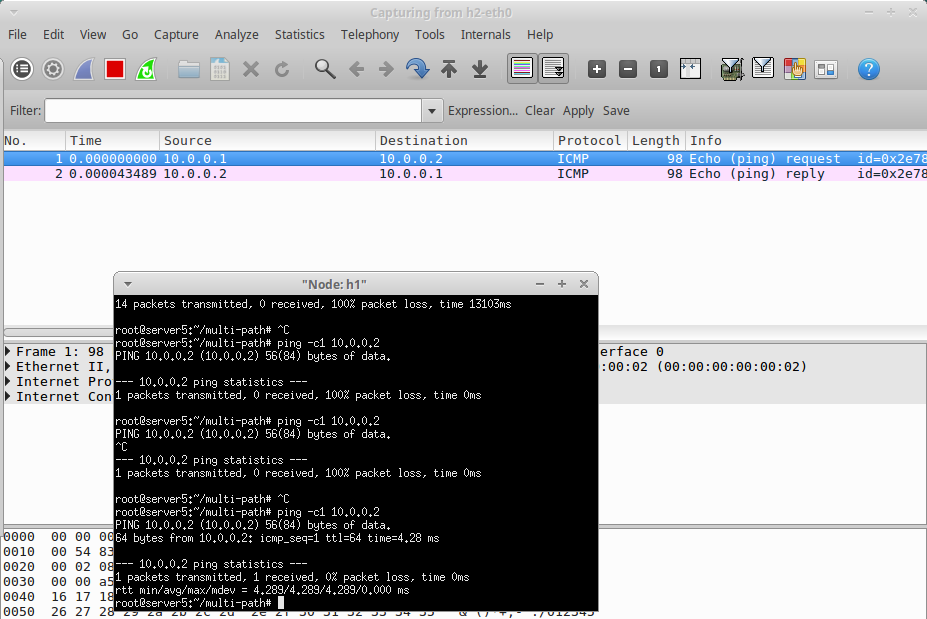 Capturing from h2-eth0
File Edit View Go Capture Analyze Statistics Telephony Tools Internals Help
Filter: Expression... Clear Apply Save
No. Time Source Destination Protocol Length Info
1 0.000000000 10.0.0.1 10.0.0.2 ICMP 98 Echo (ping) request id=0x2e78
2 0.000043489 10.0.0.2 10.0.0.1 ICMP 98 Echo (ping) reply id=0x2e78
"Node: h1"
14 packets transmitted, 0 received, 100% packet loss, time 13103ms
root@server5:~/multi-path# ^C
root@server5:~/multi-path# ping -c1 10.0.0.2
PING 10.0.0.2 (10.0.0.2) 56(84) bytes of data.
--- 10.0.0.2 ping statistics ---
1 packets transmitted, 0 received, 100% packet loss, time 0ms
root@server5:~/multi-path# ping -c1 10.0.0.2
PING 10.0.0.2 (10.0.0.2) 56(84) bytes of data.
^C
--- 10.0.0.2 ping statistics ---
1 packets transmitted, 0 received, 100% packet loss, time 0ms
root@server5:~/multi-path# ^C
root@server5:~/multi-path# ping -c1 10.0.0.2
PING 10.0.0.2 (10.0.0.2) 56(84) bytes of data.
64 bytes from 10.0.0.2: icmp_seq=1 ttl=64 time=4.28 ms
--- 10.0.0.2 ping statistics ---
1 packets transmitted, 1 received, 0% packet loss, time 0ms
rtt min/avg/max/mdev = 4.289/4.289/4.289/0.000 ms
root@server5:~/multi-path#
Frame 1: 98 erface 0
Ethernet II, :00:02 (00:00:00:00:00:02)
Internet Pro
Internet Con
0000 00 00 00
0010 00 54 83
0020 00 02 08
0030 00 00 a5
0040 16 17 18
0050 26 27 28